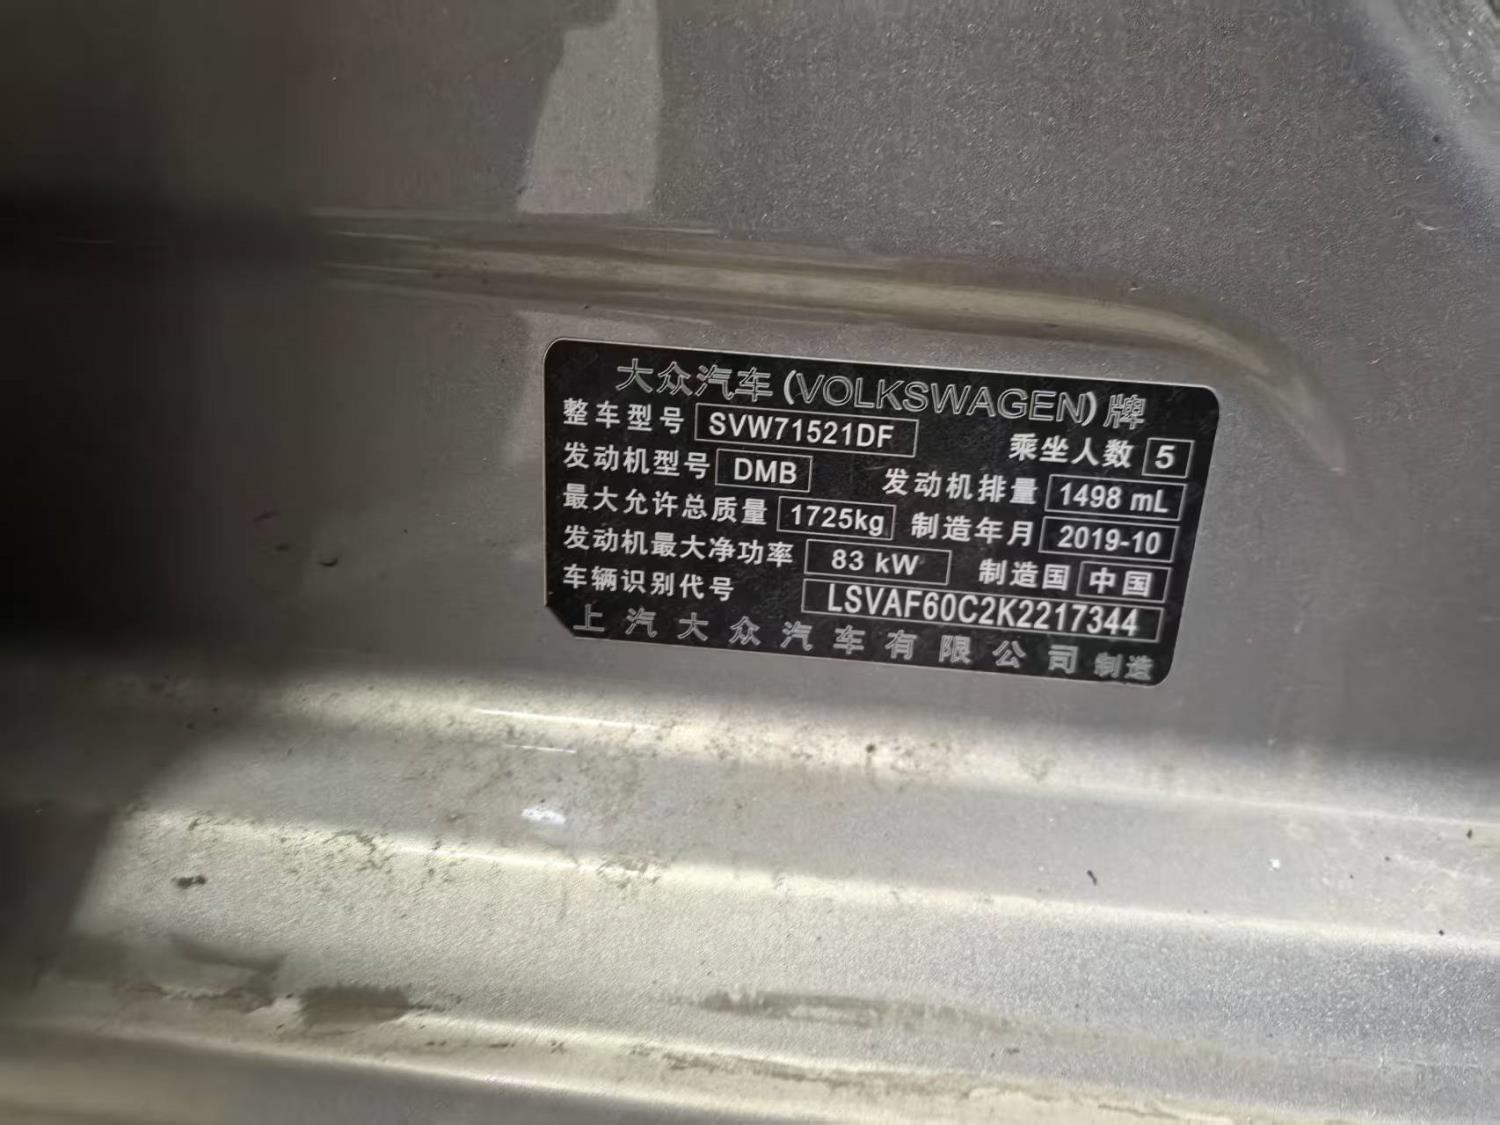 大众汽车(VOLKSWAGEN)牌
整车型号 SVW71521DF 乘坐人数 5
发动机型号 DMB 发动机排量 1498 mL
最大允许总质量 1725kg 制造年月 2019-10
发动机最大净功率 83 kW 制造国 中国
车辆识别代号 LSVAF60C2K2217344
上汽大众汽车有限公司 制造